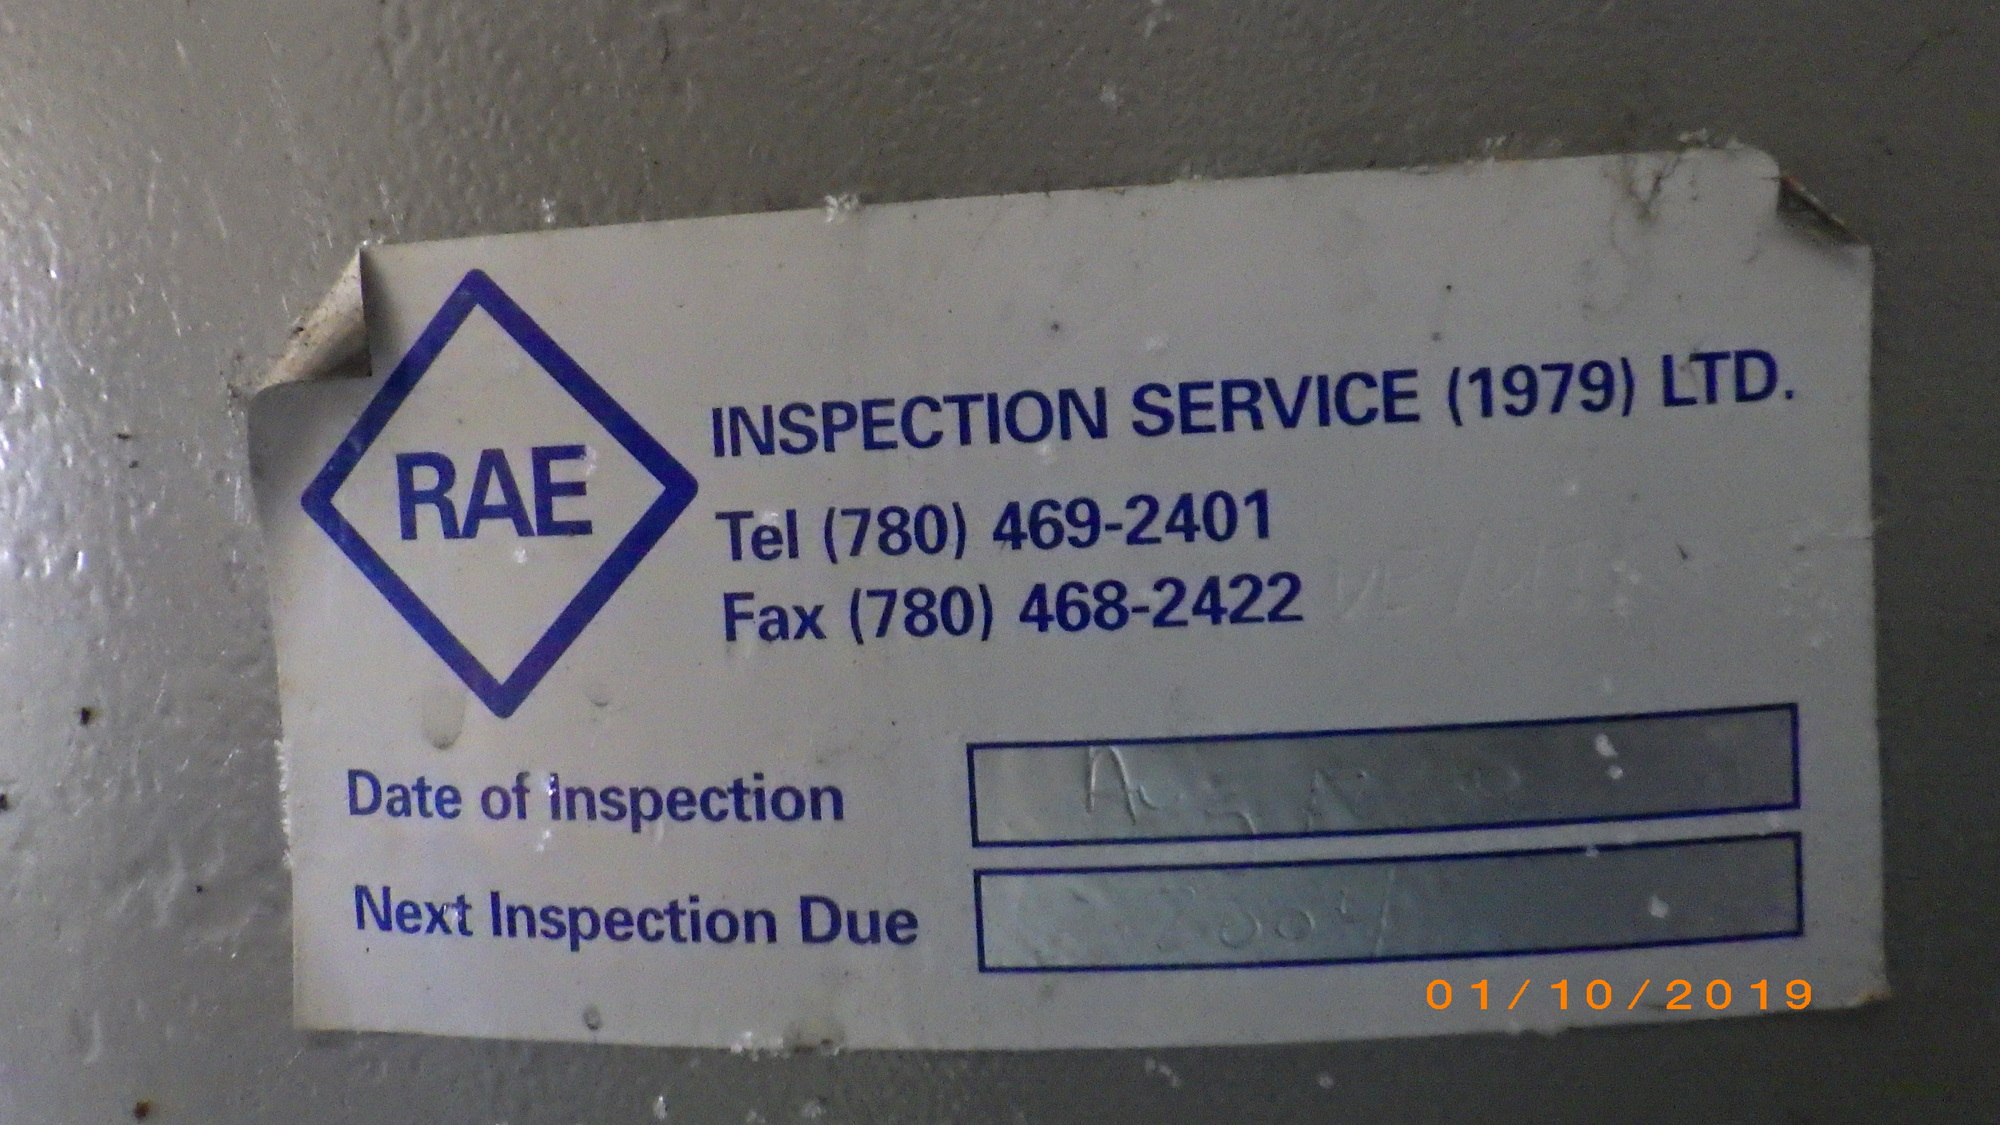 RAE
INSPECTION SERVICE (1979) LTD.
Tel (780) 469-2401
Fax (780) 468-2422
Date of Inspection Aug
Next Inspection Due
01/10/2019